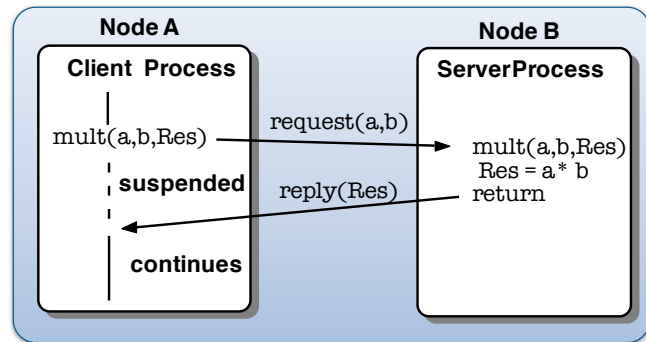 Node A
Client Process
mult(a,b,Res)
suspended
continues
request(a,b)
reply(Res)
Node B
ServerProcess
mult(a,b,Res)
Res = a* b
return